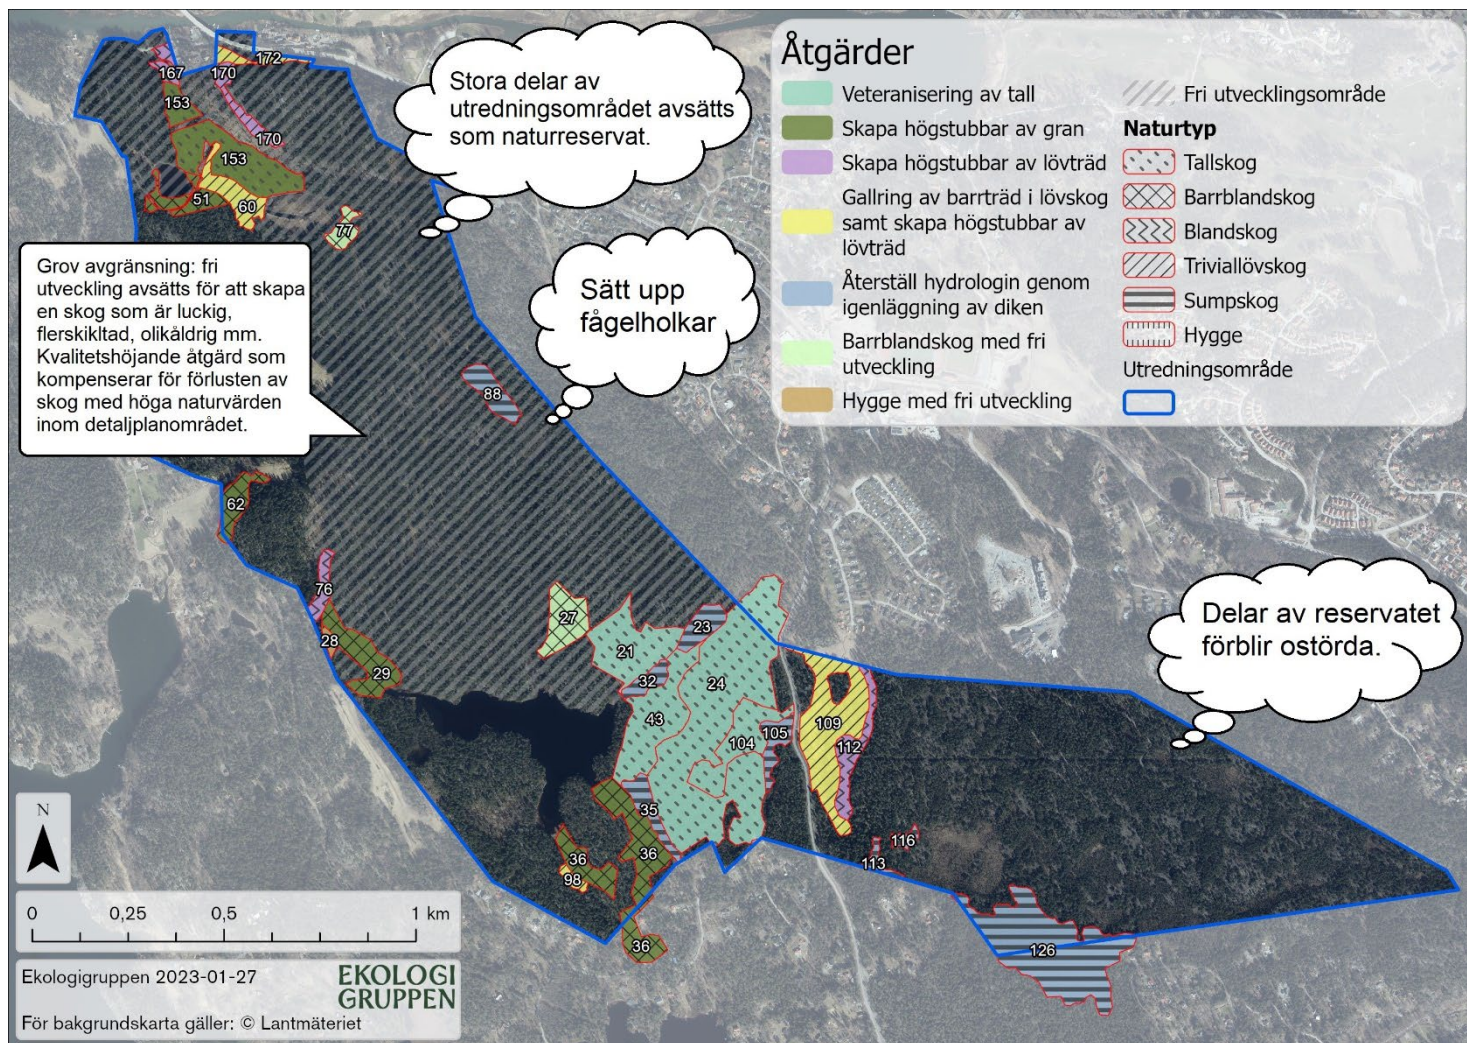 Åtgärder
Veteranisering av tall
Skapa högstubbar av gran
Skapa högstubbar av lövträd
Gallring av barrträd i lövskog
samt skapa högstubbar av
lövträd
Återställ hydrologin genom
igenläggning av diken
Barrblandskog med fri
utveckling
Hygge med fri utveckling
Fri utvecklingsområde
Naturtyp
Tallskog
Barrblandskog
Blandskog
Triviallövskog
Sumpskog
Hygge
Utredningsområde
Stora delar av
utredningsområdet avsätts
som naturreservat.
Sätt upp
fågelholkar
Grov avgränsning: fri
utveckling avsätts för att skapa
en skog som är luckig,
flerskikltad, olikåldrig mm.
Kvalitetshöjande åtgärd som
kompenserar för förlusten av
skog med höga naturvärden
inom detaljplanområdet.
Delar av reservatet
förblir ostörda.
172
167
170
153
170
153
51
60
77
88
62
76
28
29
27
21
23
32
24
43
104
105
109
112
35
36
36
98
36
113
116
126
N
0
0,25
0,5
1 km
Ekologigruppen 2023-01-27
EKOLOGI
GRUPPEN
För bakgrundskarta gäller: © Lantmäteriet